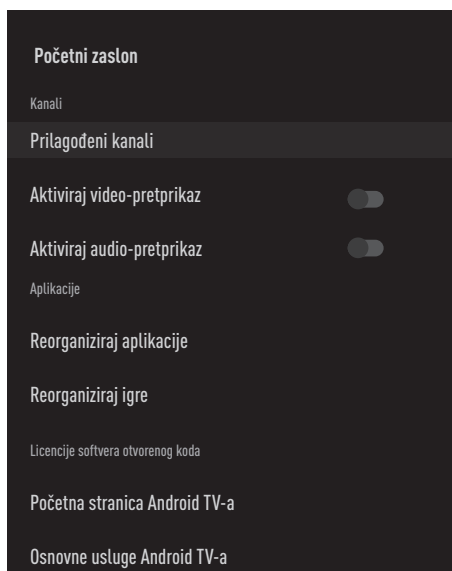 Početni zaslon
Kanali
Prilagođeni kanali
Aktiviraj video-pretprikaz
Aktiviraj audio-pretprikaz
Aplikacije
Reorganiziraj aplikacije
Reorganiziraj igre
Licencije softvera otvorenog koda
Početna stranica Android TV-a
Osnovne usluge Android TV-a